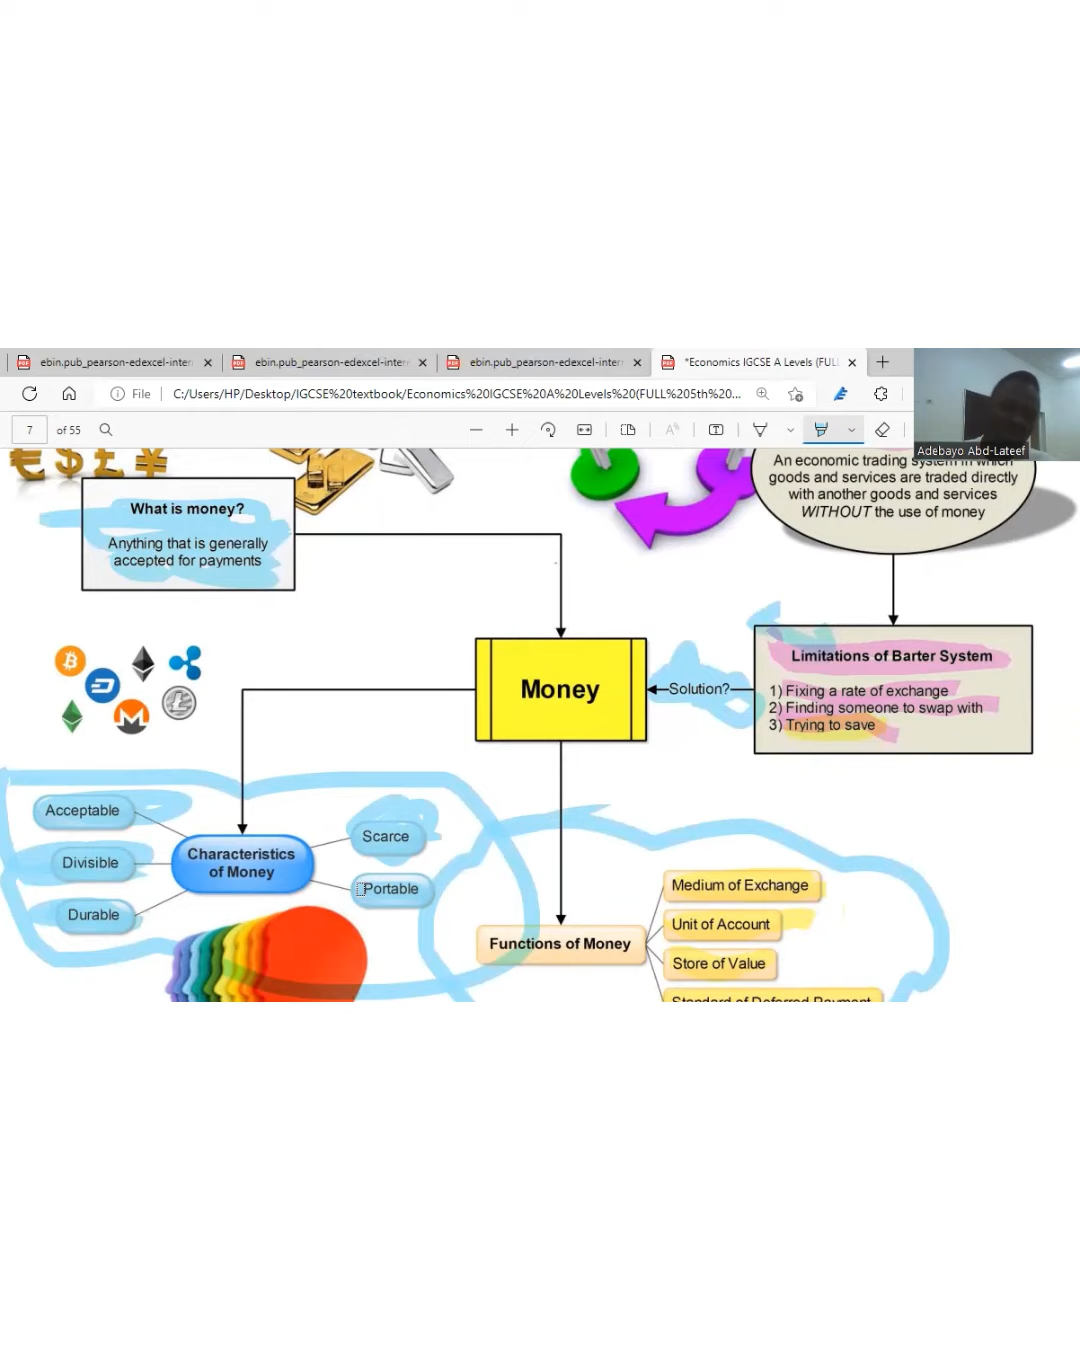 ebin.pub_pearson-edexcel-inter
ebin.pub_pearson-edexcel-inter
ebin.pub_pearson-edexcel-inter
*Economics IGCSE A Levels (FULL
File
C:/Users/HP/Desktop/IGCSE%20textbook/Economics%20IGCSE%20A%20Levels%20(FULL%205th%20...
7 of 55
Adebayo Abd-Lateef
€ $ £ ¥
What is money?
Anything that is generally
accepted for payments
An economic trading system in which
goods and services are traded directly
with another goods and services
WITHOUT the use of money
Limitations of Barter System
1) Fixing a rate of exchange
2) Finding someone to swap with
3) Trying to save
Solution?
Money
Acceptable
Divisible
Durable
Characteristics
of Money
Scarce
Portable
Functions of Money
Medium of Exchange
Unit of Account
Store of Value
Standard of Deferred Payment